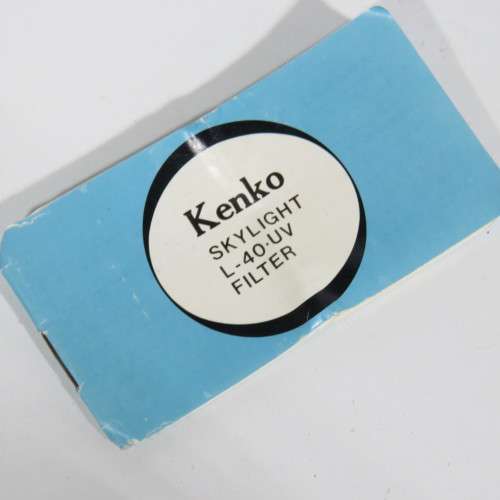 Kenko
SKYLIGHT
L-40·UV
FILTER